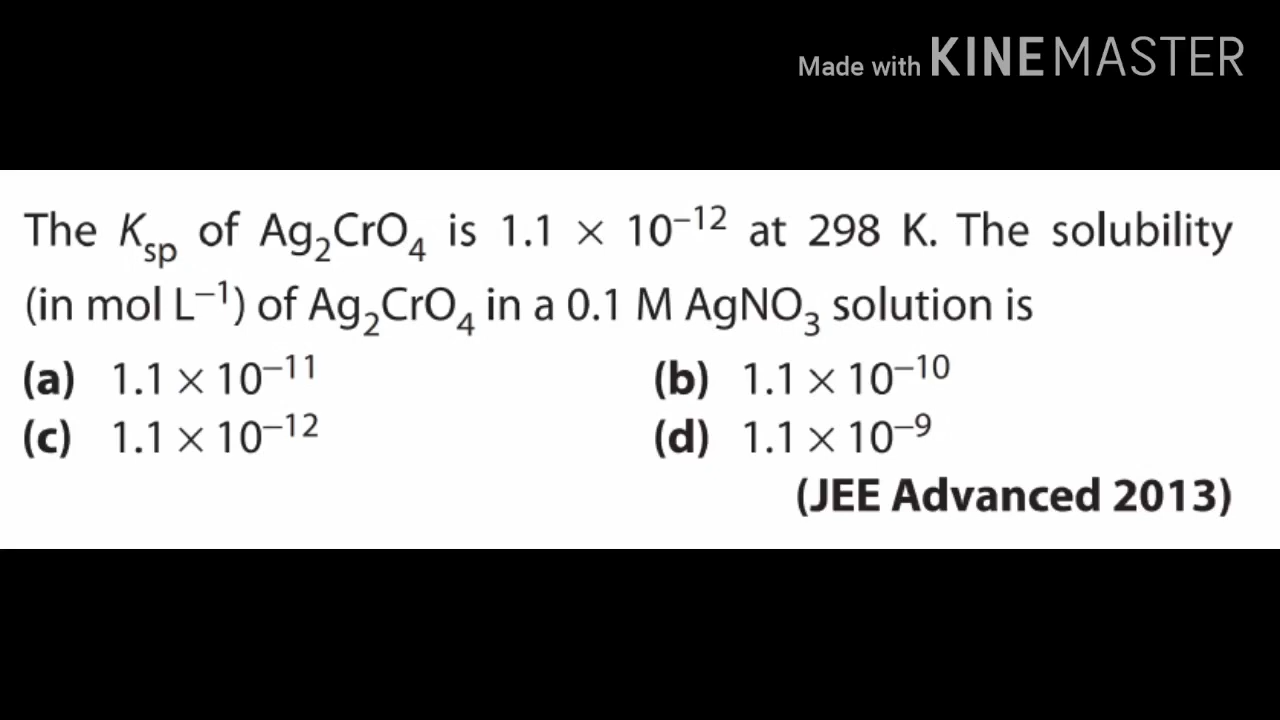 Made with KINEMASTER
The Ksp of Ag₂CrO₄ is 1.1 × 10⁻¹² at 298 K. The solubility
(in mol L⁻¹) of Ag₂CrO₄ in a 0.1 M AgNO₃ solution is
(a) 1.1 × 10⁻¹¹ (b) 1.1 × 10⁻¹⁰
(c) 1.1 × 10⁻¹² (d) 1.1 × 10⁻⁹
(JEE Advanced 2013)